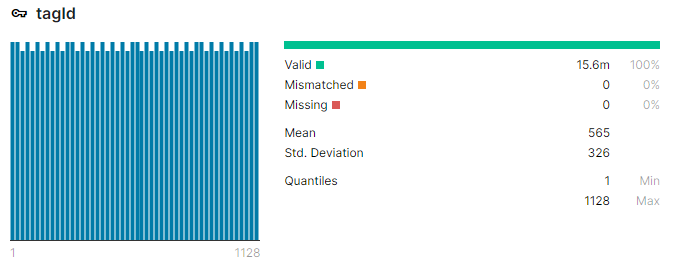 tagId
1 1128
Valid 15.6m 100%
Mismatched 0 0%
Missing 0 0%
Mean 565
Std. Deviation 326
Quantiles 1 Min
1128 Max